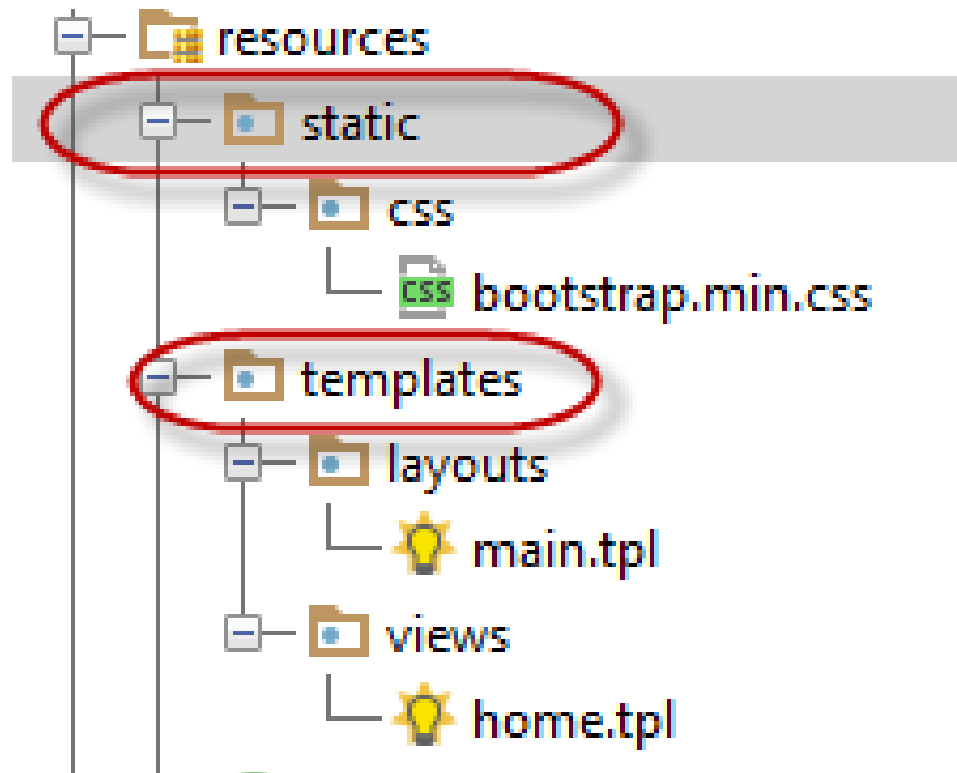 resources
static
css
css bootstrap.min.css
templates
layouts
main.tpl
views
home.tpl